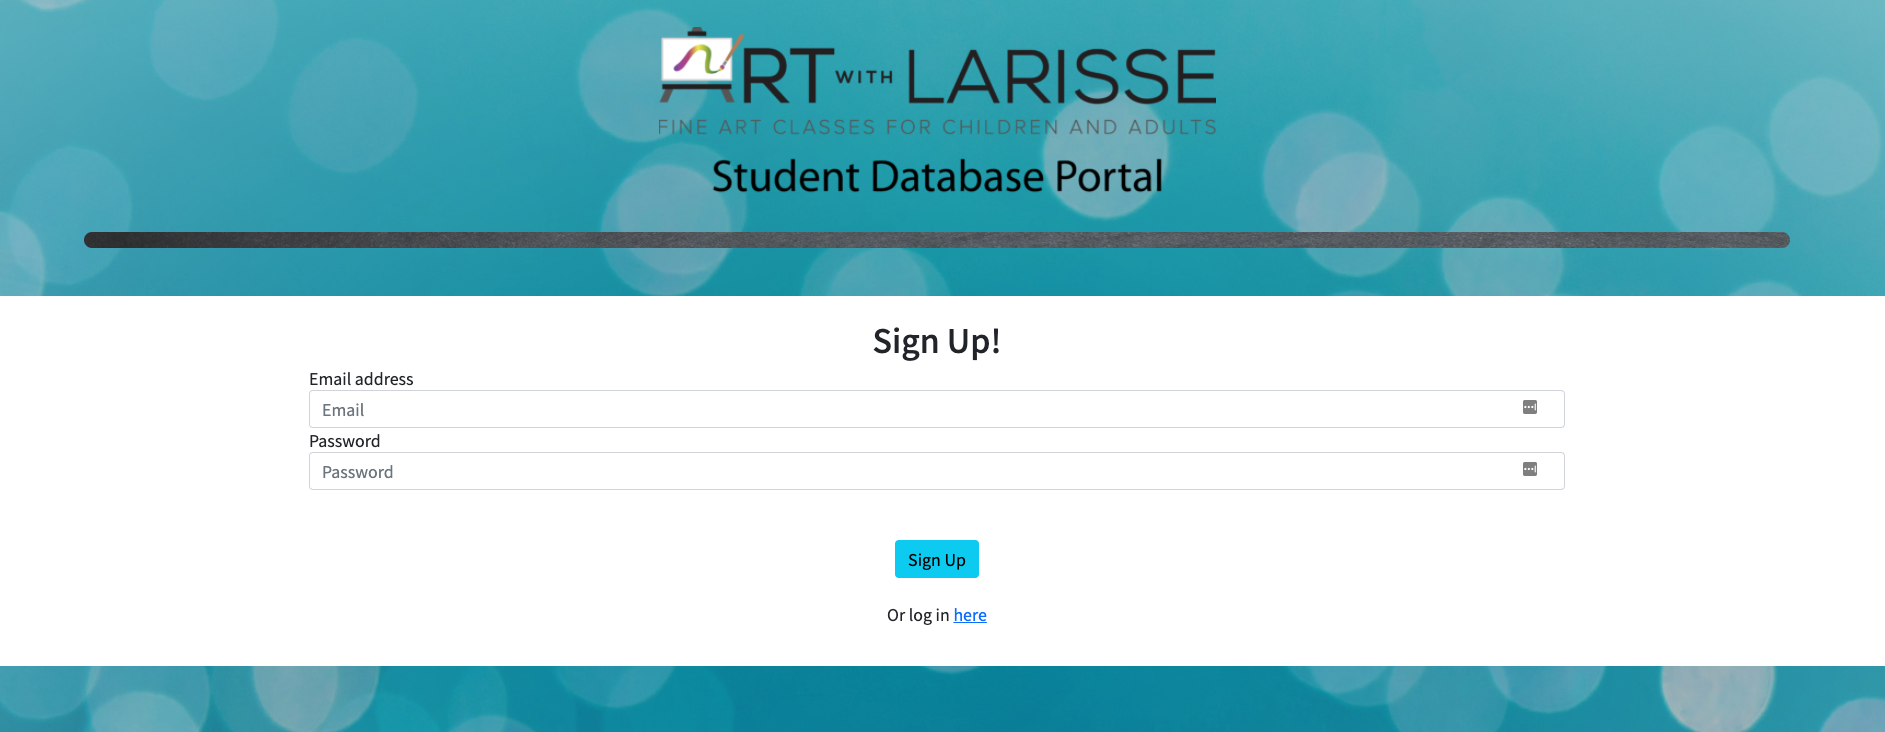 ART WITH LARISSE
FINE ART CLASSES FOR CHILDREN AND ADULTS
Student Database Portal
Sign Up!
Email address
Email
Password
Password
Sign Up
Or log in here